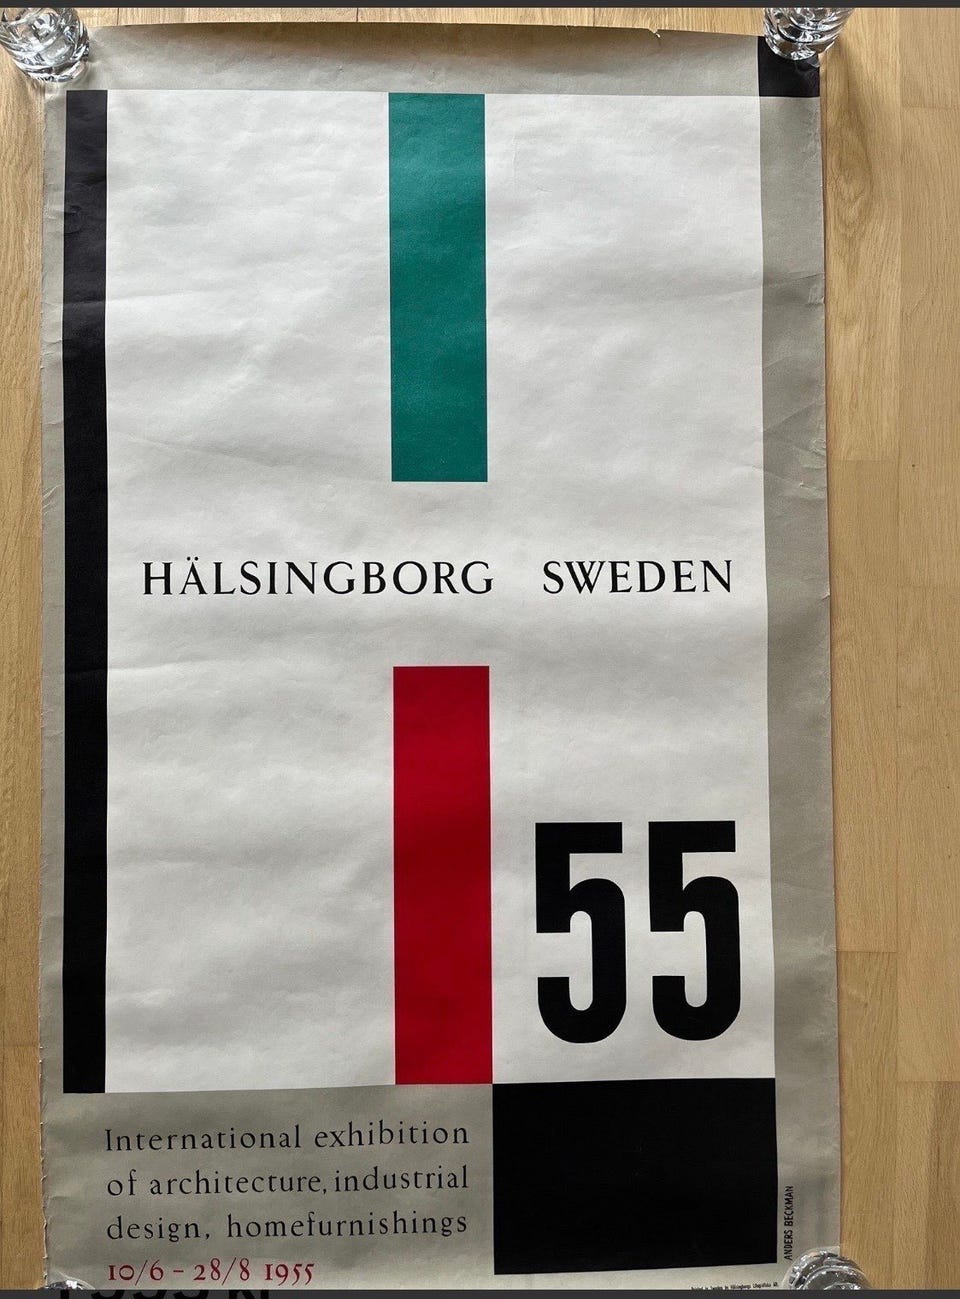 HÄLSINGBORG SWEDEN
55
International exhibition
of architecture, industrial
design, homefurnishings
10/6 - 28/8 1955
ANDERS BECKMAN